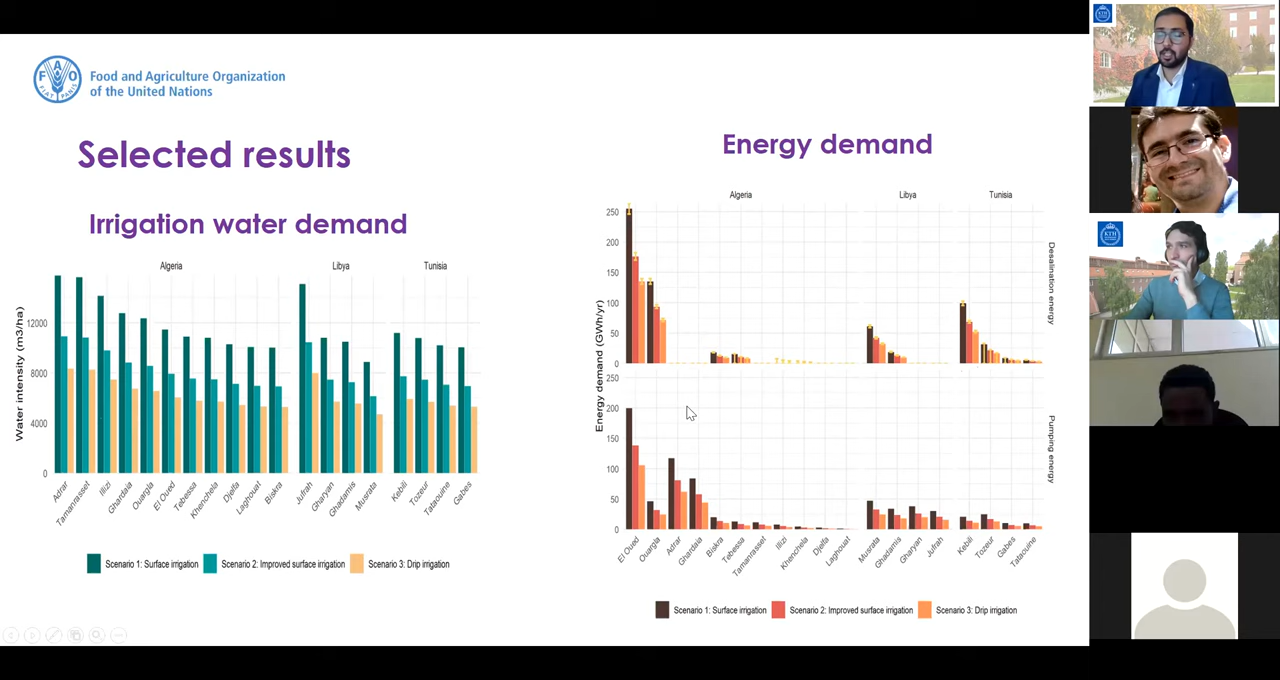 FAO
FIAT PANIS
Food and Agriculture Organization
of the United Nations
Selected results
Irrigation water demand
Algeria
Libya
Tunisia
Water intensity (m3/ha)
12000
8000
4000
0
Adrar
Tamanrasset
Illizi
Ghardaia
Ouargla
El Oued
Tebessa
Khenchela
Djelfa
Laghouat
Biskra
Jufrah
Gharyan
Ghadamis
Musrata
Kebili
Tozeur
Tataouine
Gabes
Scenario 1: Surface irrigation
Scenario 2: Improved surface irrigation
Scenario 3: Drip irrigation
Energy demand
Algeria
Libya
Tunisia
Energy demand (GWh/yr)
250
200
150
100
50
0
Desalination energy
250
200
150
100
50
0
Pumping energy
El Oued
Ouargla
Adrar
Ghardaia
Biskra
Tebessa
Tamanrasset
Illizi
Khenchela
Djelfa
Laghouat
Musrata
Ghadamis
Gharyan
Jufrah
Kebili
Tozeur
Gabes
Tataouine
Scenario 1: Surface irrigation
Scenario 2: Improved surface irrigation
Scenario 3: Drip irrigation
KTH
KTH